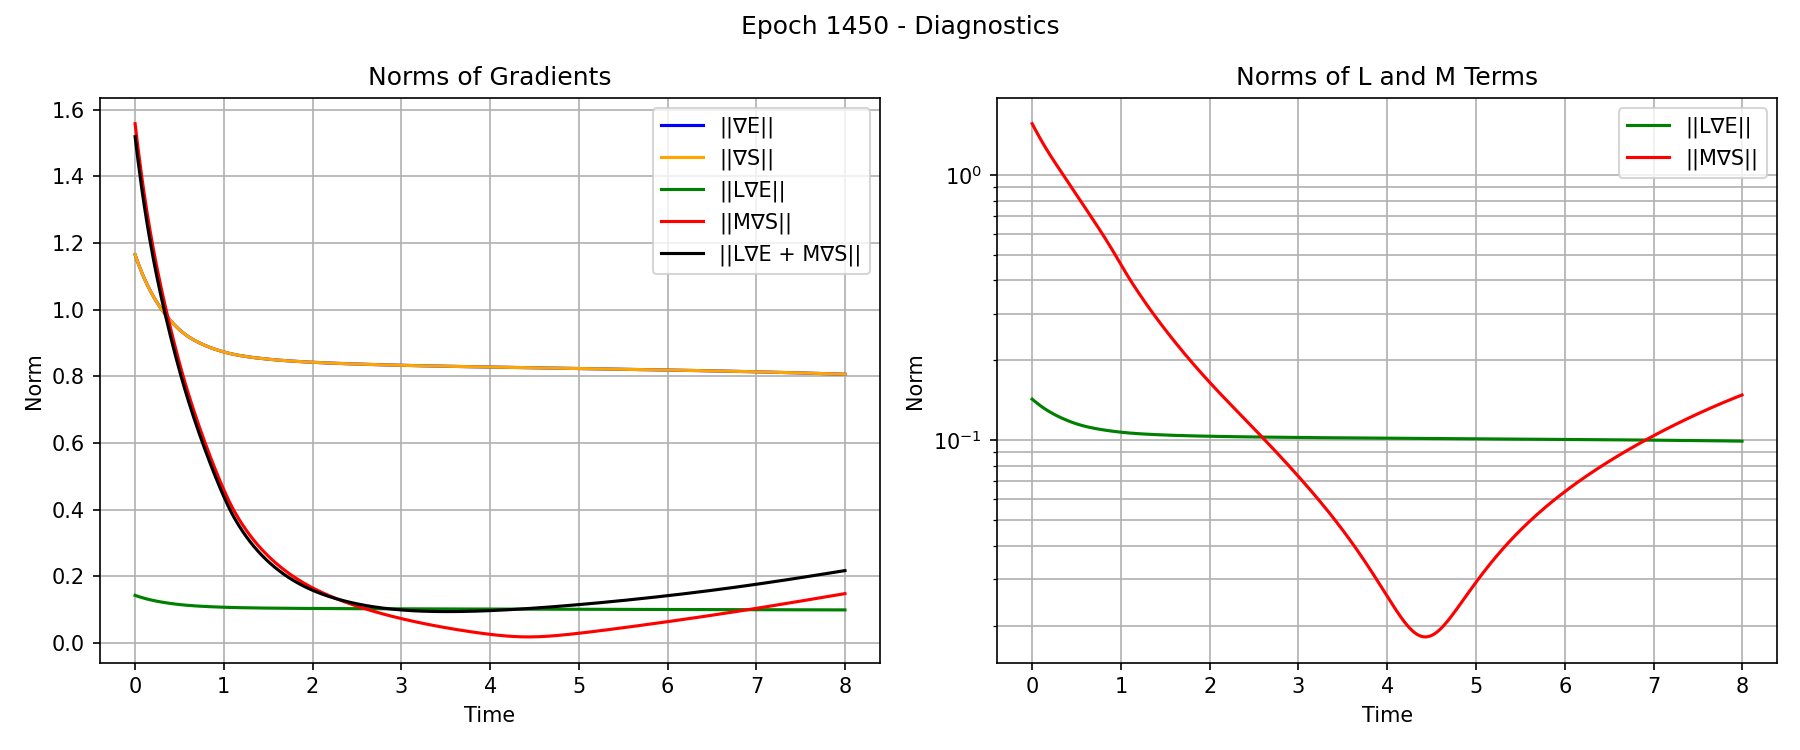 Epoch 1450 - Diagnostics
Norms of Gradients
Norm
1.6
1.4
1.2
1.0
0.8
0.6
0.4
0.2
0.0
0 1 2 3 4 5 6 7 8
Time
||∇E||
||∇S||
||L∇E||
||M∇S||
||L∇E + M∇S||
Norms of L and M Terms
Norm
10⁰
10⁻¹
0 1 2 3 4 5 6 7 8
Time
||L∇E||
||M∇S||